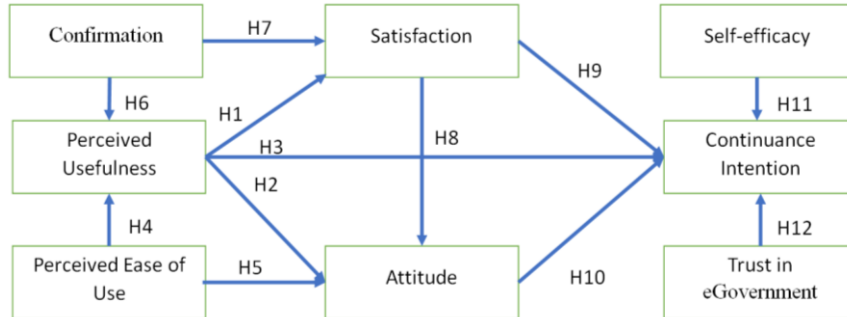 Confirmation
H7
Satisfaction
Self-efficacy
H9
H6
H1
H11
Perceived
Usefulness
H3
H8
Continuance
Intention
H2
H4
H12
Perceived Ease of
Use
H5
Attitude
H10
Trust in
eGovernment